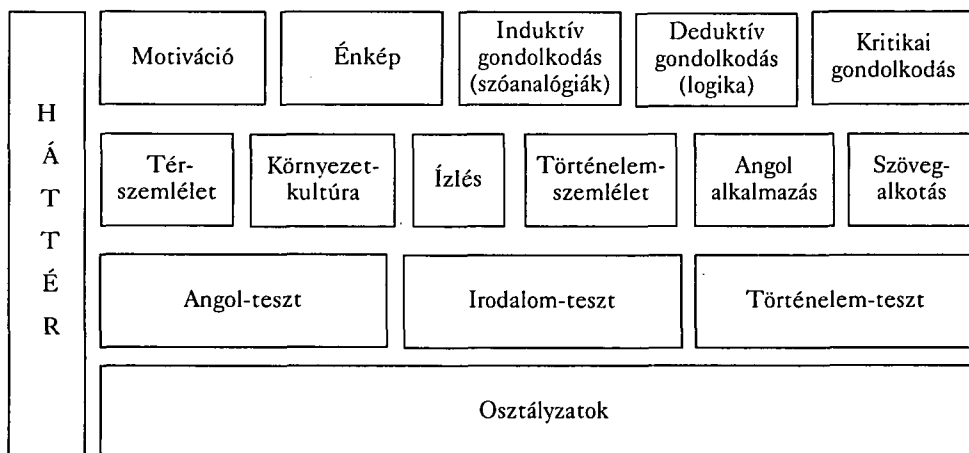 HÁTTÉR
Motiváció
Énkép
Induktív
gondolkodás
(szóanalógiák)
Deduktív
gondolkodás
(logika)
Kritikai
gondolkodás
Tér-
szemlélet
Környezet-
kultúra
Ízlés
Történelem-
szemlélet
Angol
alkalmazás
Szöveg-
alkotás
Angol-teszt
Irodalom-teszt
Történelem-teszt
Osztályzatok